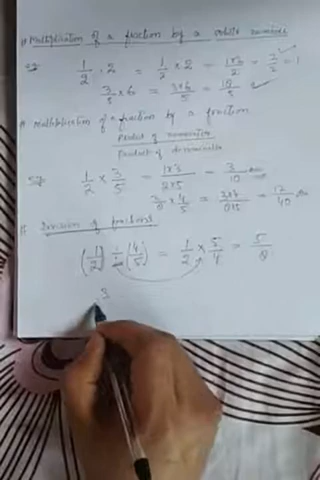 # Multiplication of a fraction by a whole number
Eg. 1/2 × 2 = 1/2 × 2 = 1×2/2 = 2/2 = 1
3/5 × 6 = 3×6/5 = 18/5
# Multiplication of a fraction by a fraction
Product of numerator / Product of denominator
Eg. 1/2 × 3/5 = 1×3/2×5 = 3/10
3/8 × 4/5 = 3×4/8×5 = 12/40
# Division of fractions
(1/2) ÷ (4/5) = 1/2 × 5/4 = 5/8
3